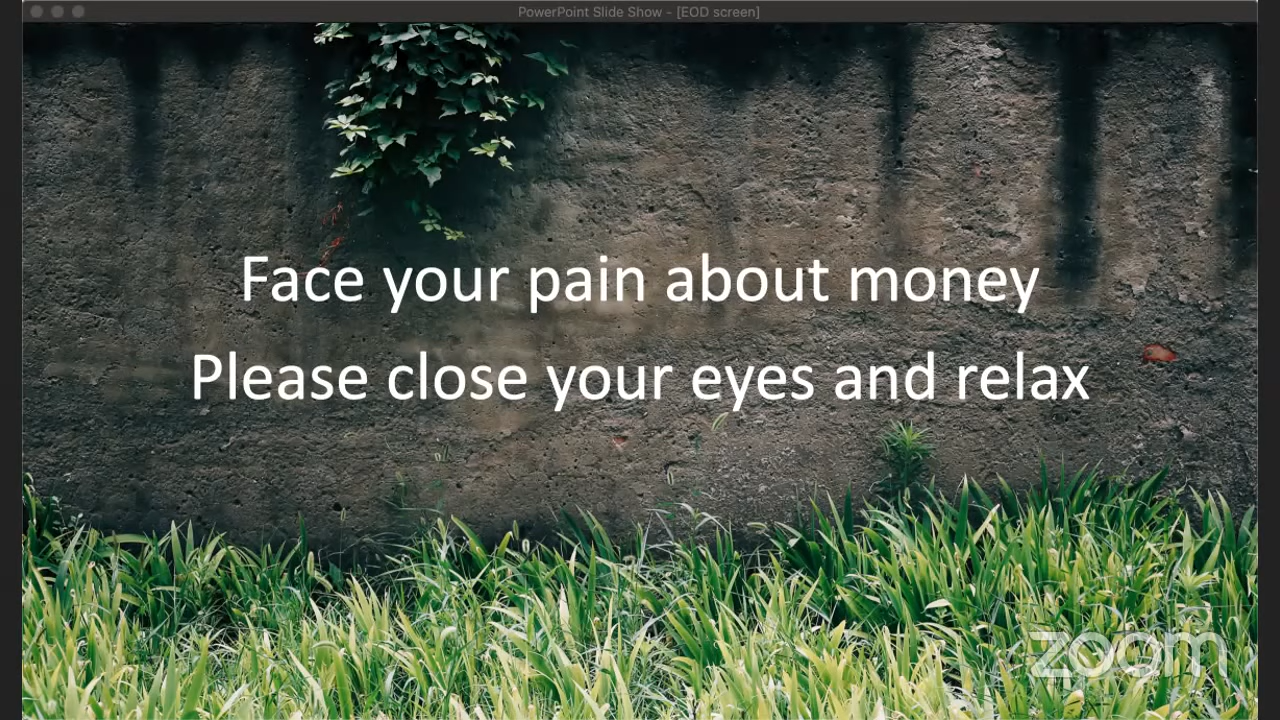 PowerPoint Slide Show - [EOD screen]
Face your pain about money
Please close your eyes and relax
zoom